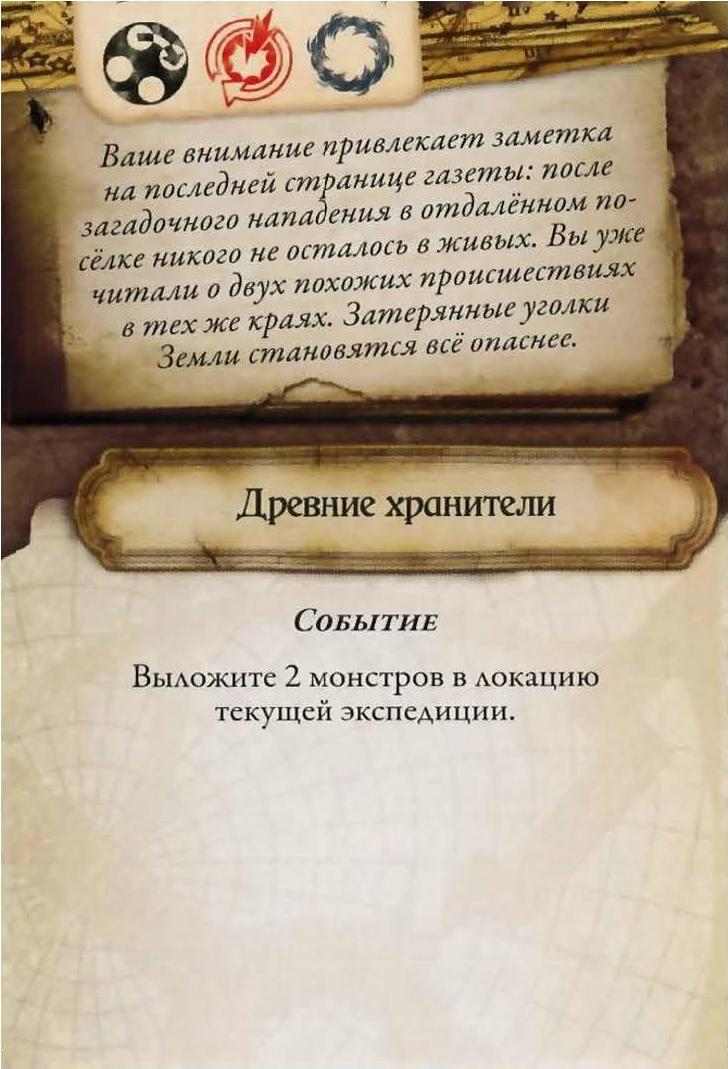 Ваше внимание привлекает заметка
на последней странице газеты: после
загадочного нападения в отдалённом по-
сёлке никого не осталось в живых. Вы уже
читали о двух похожих происшествиях
в тех же краях. Затерянные уголки
Земли становятся всё опаснее.
Древние хранители
Событие
Выложите 2 монстров в локацию
текущей экспедиции.